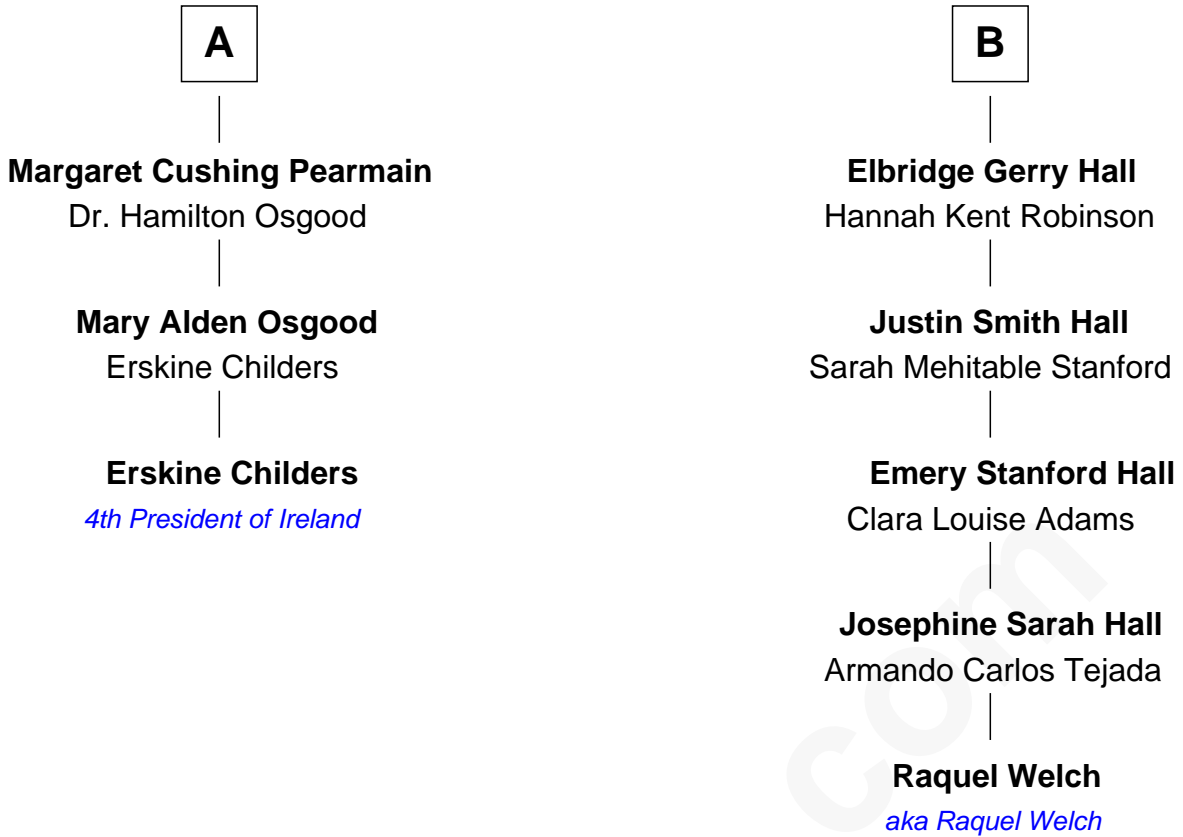 A
Margaret Cushing Pearmain
Dr. Hamilton Osgood
Mary Alden Osgood
Erskine Childers
Erskine Childers
4th President of Ireland
B
Elbridge Gerry Hall
Hannah Kent Robinson
Justin Smith Hall
Sarah Mehitable Stanford
Emery Stanford Hall
Clara Louise Adams
Josephine Sarah Hall
Armando Carlos Tejada
Raquel Welch
aka Raquel Welch
com